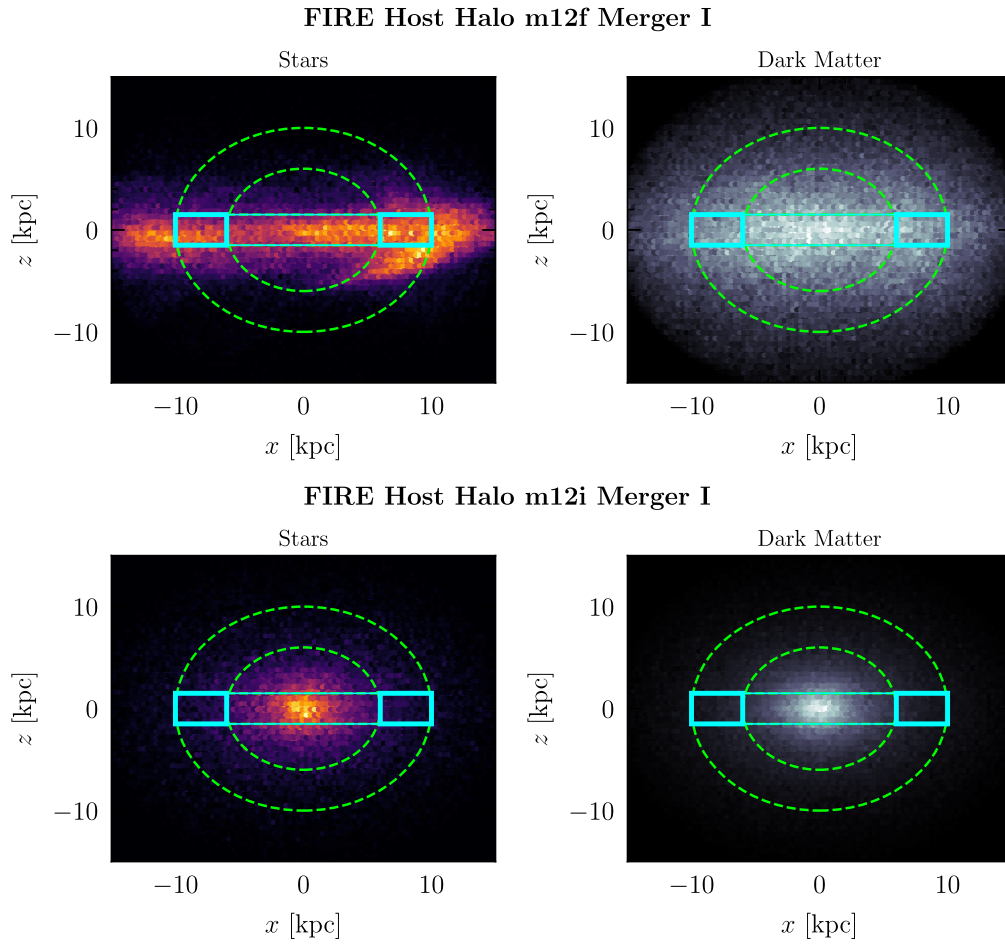 FIRE Host Halo m12f Merger I
Stars
Dark Matter
10
0
−10
z [kpc]
−10 0 10
x [kpc]
10
0
−10
z [kpc]
−10 0 10
x [kpc]
FIRE Host Halo m12i Merger I
Stars
Dark Matter
10
0
−10
z [kpc]
−10 0 10
x [kpc]
10
0
−10
z [kpc]
−10 0 10
x [kpc]